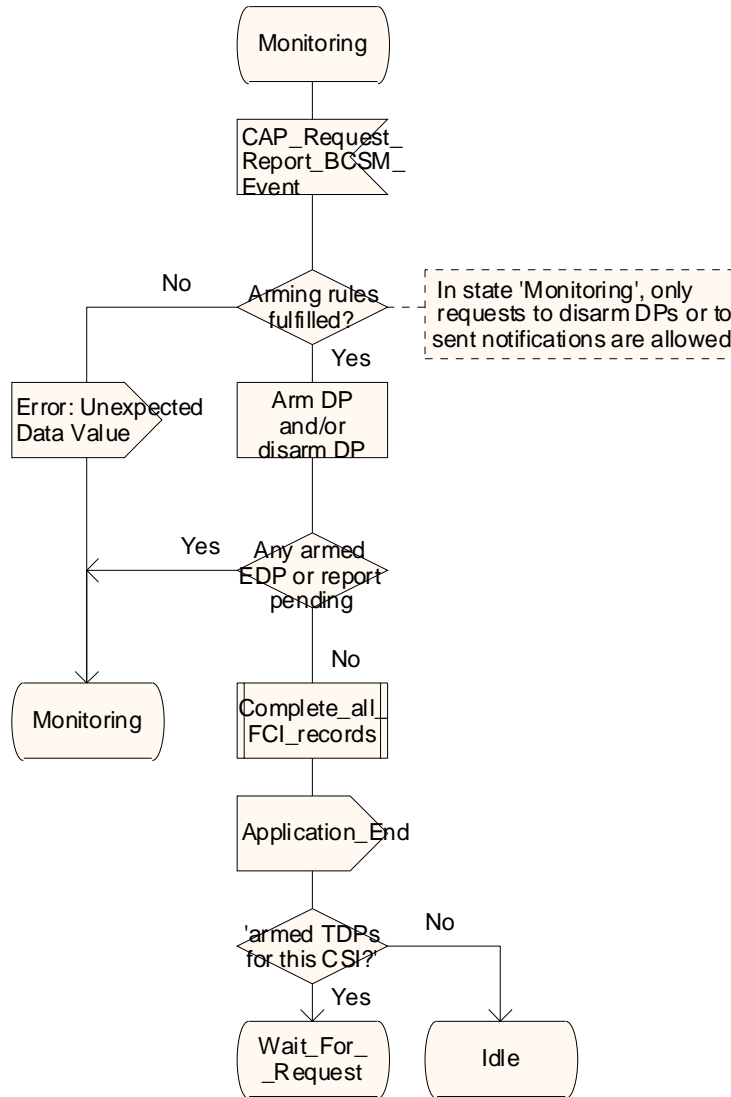 Monitoring
CAP_Request_
Report_BCSM_
Event
No
Arming rules
fulfilled?
In state 'Monitoring', only
requests to disarm DPs or to
sent notifications are allowed
Yes
Error: Unexpected
Data Value
Arm DP
and/or
disarm DP
Yes
Any armed
EDP or report
pending
No
Monitoring
Complete_all_
FCI_records
Application_End
'armed TDPs
for this CSI?'
No
Yes
Wait_For_
_Request
Idle